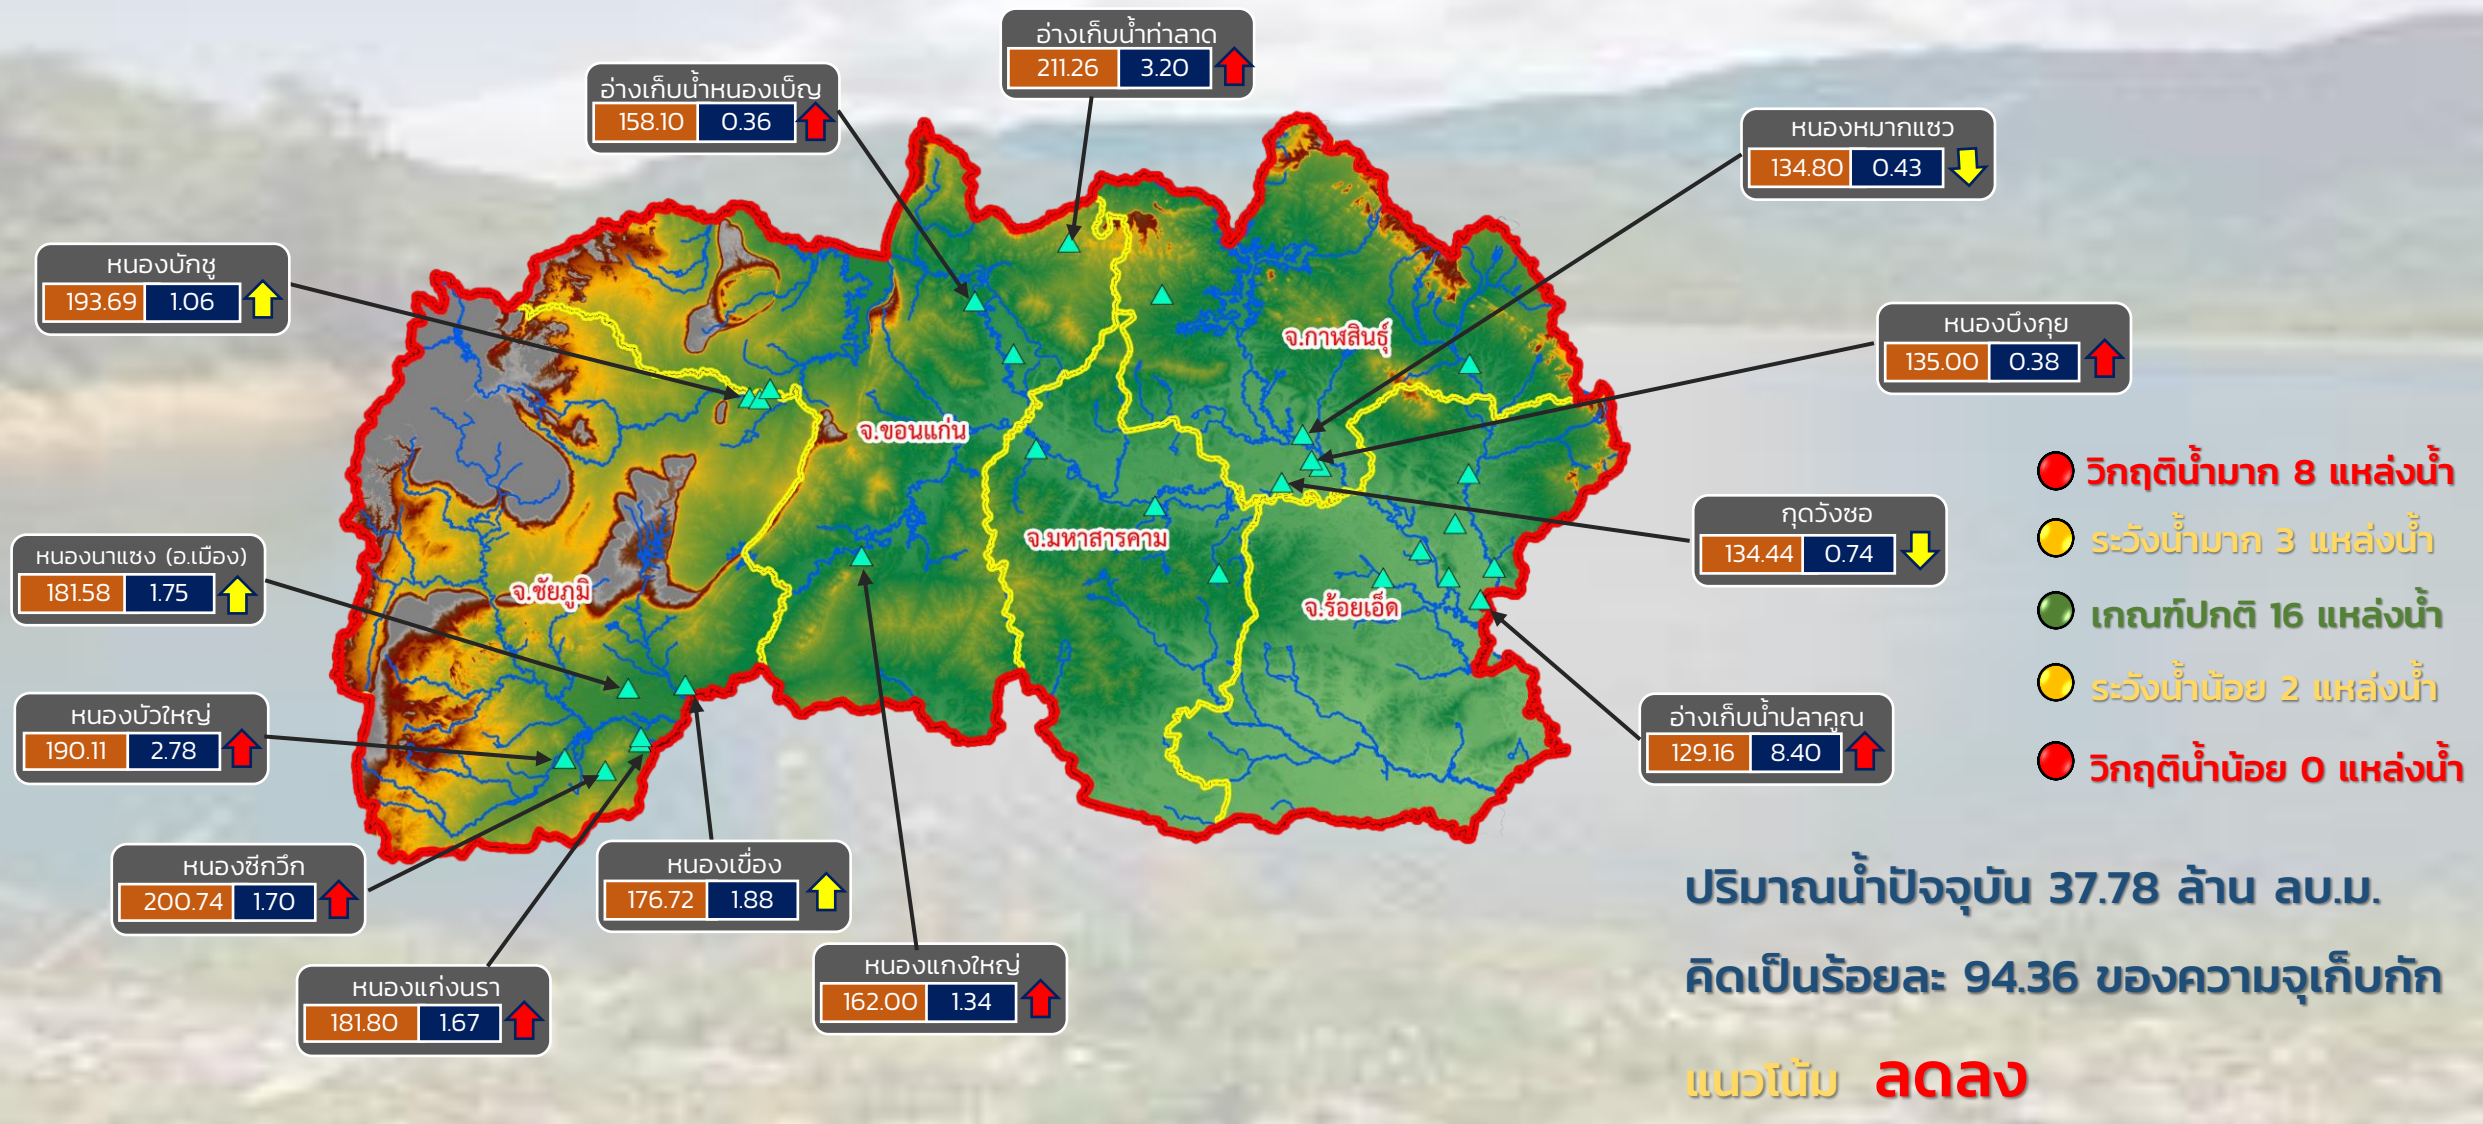 อ่างเก็บน้ำท่าลาด
211.26 3.20
อ่างเก็บน้ำหนองเบ็ญ
158.10 0.36
หนองหมากแซว
134.80 0.43
หนองบักชู
193.69 1.06
หนองบึงกุย
135.00 0.38
จ.กาฬสินธุ์
จ.ขอนแก่น
วิกฤติน้ำมาก 8 แหล่งน้ำ
ระวังน้ำมาก 3 แหล่งน้ำ
กุดวังซอ
134.44 0.74
จ.มหาสารคาม
หนองนาแซง (อ.เมือง)
181.58 1.75
จ.ชัยภูมิ
จ.ร้อยเอ็ด
เกณฑ์ปกติ 16 แหล่งน้ำ
ระวังน้ำน้อย 2 แหล่งน้ำ
หนองบัวใหญ่
190.11 2.78
อ่างเก็บน้ำปลาคูณ
129.16 8.40
วิกฤติน้ำน้อย 0 แหล่งน้ำ
หนองซีกวึก
200.74 1.70
หนองเขื่อง
176.72 1.88
ปริมาณน้ำปัจจุบัน 37.78 ล้าน ลบ.ม.
หนองแก่งนรา
181.80 1.67
หนองแกงใหญ่
162.00 1.34
คิดเป็นร้อยละ 94.36 ของความจุเก็บกัก
แนวโน้ม ลดลง